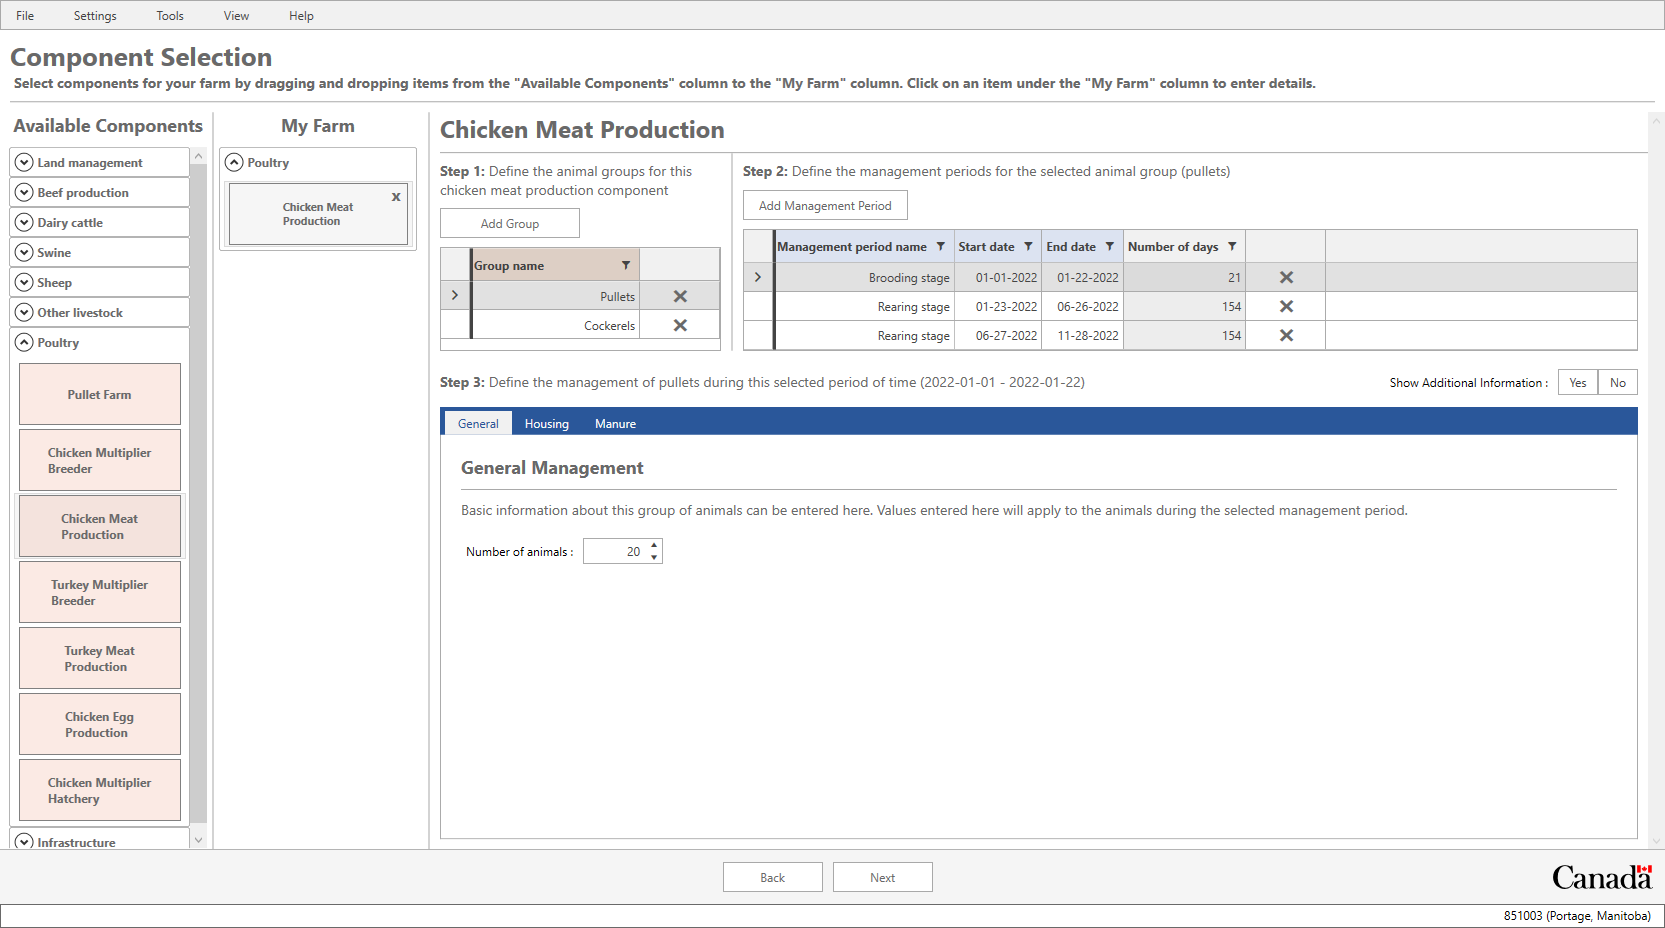 File Settings Tools View Help
Component Selection
Select components for your farm by dragging and dropping items from the "Available Components" column to the "My Farm" column. Click on an item under the "My Farm" column to enter details.
Available Components
Land management
Beef production
Dairy cattle
Swine
Sheep
Other livestock
Poultry
Pullet Farm
Chicken Multiplier
Breeder
Chicken Meat
Production
Turkey Multiplier
Breeder
Turkey Meat
Production
Chicken Egg
Production
Chicken Multiplier
Hatchery
Infrastructure
My Farm
Poultry
Chicken Meat
Production
x
Chicken Meat Production
Step 1: Define the animal groups for this
chicken meat production component
Add Group
Group name
Pullets
Cockerels
Step 2: Define the management periods for the selected animal group (pullets)
Add Management Period
Management period name Start date End date Number of days
Brooding stage 01-01-2022 01-22-2022 21
Rearing stage 01-23-2022 06-26-2022 154
Rearing stage 06-27-2022 11-28-2022 154
Step 3: Define the management of pullets during this selected period of time (2022-01-01 - 2022-01-22)
Show Additional Information : Yes No
General Housing Manure
General Management
Basic information about this group of animals can be entered here. Values entered here will apply to the animals during the selected management period.
Number of animals : 20
Back Next
Canada
851003 (Portage, Manitoba)